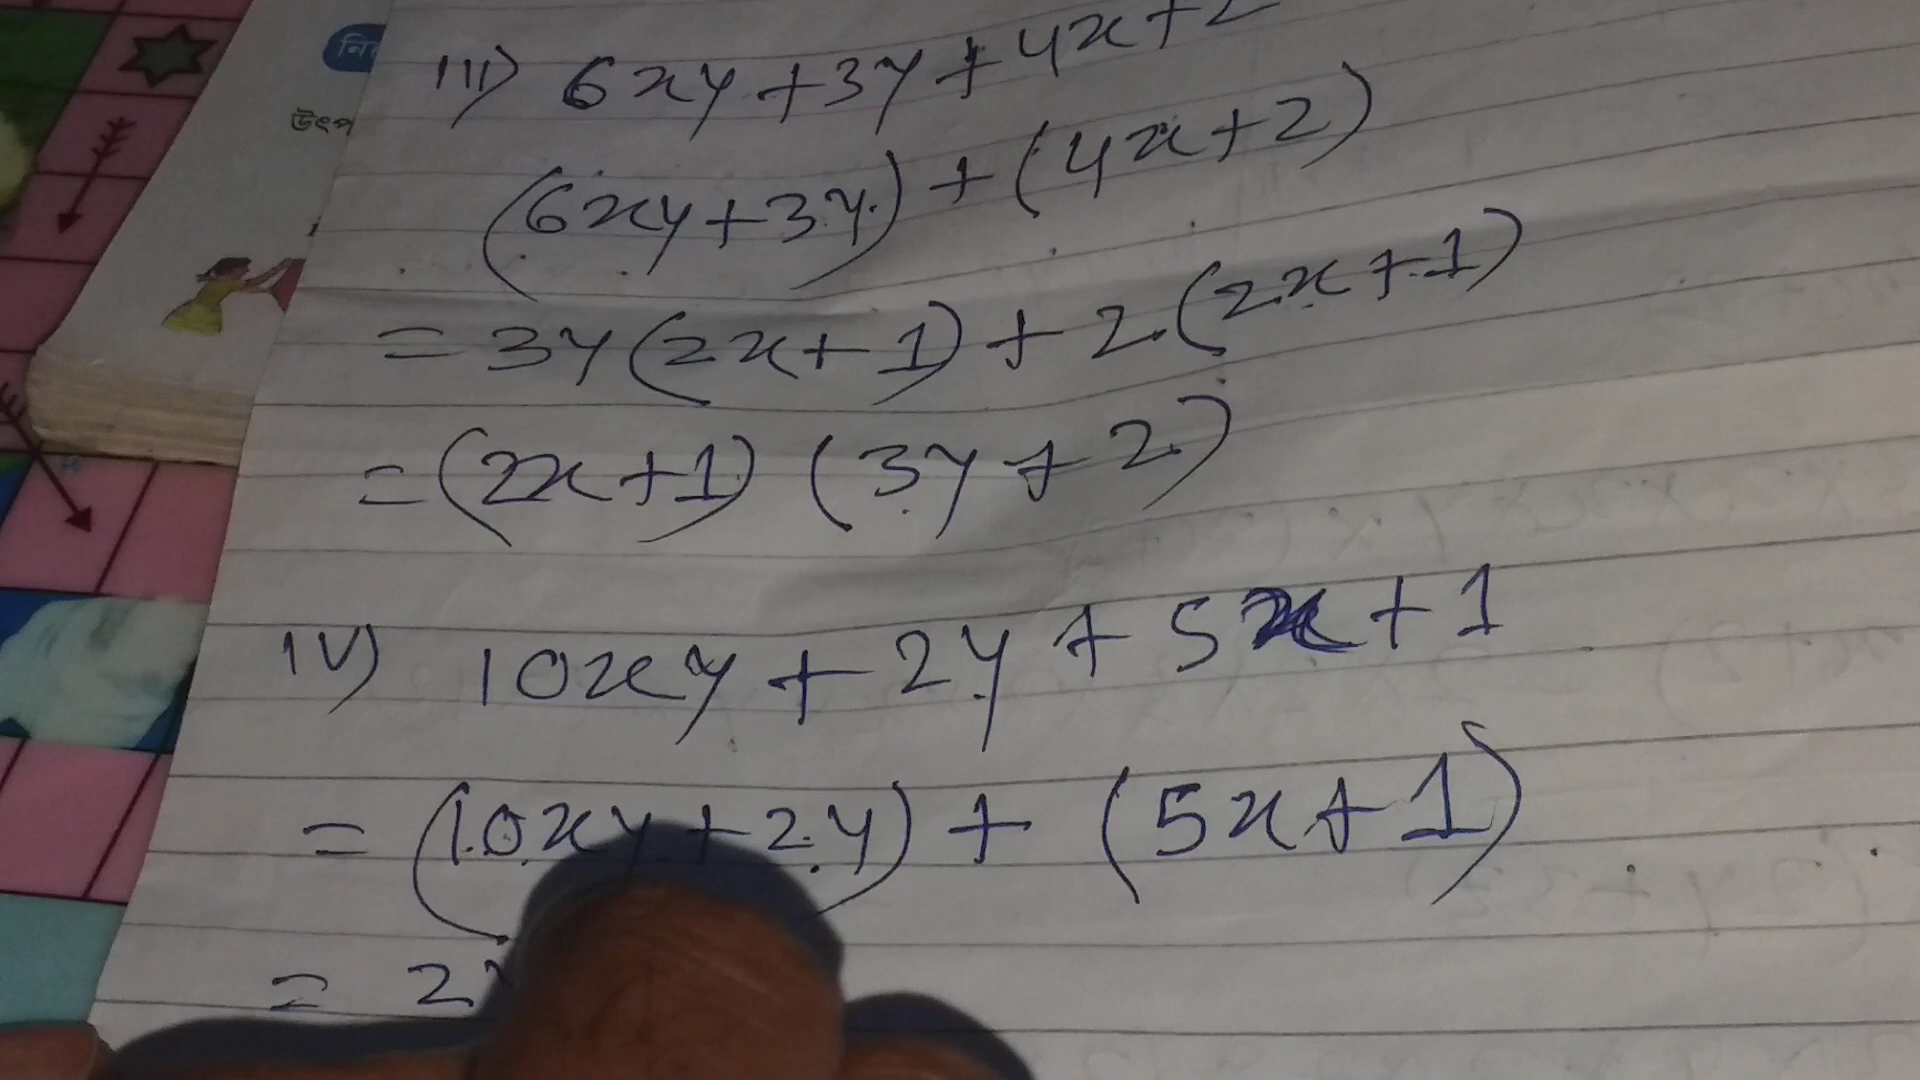 নি
উৎপ
III) 6xy+3y+4x+2
(6xy+3y)+(4x+2)
= 3y(2x+1)+2(2x+1)
= (2x+1) (3y+2)
IV) 10xy+2y+5x+1
= (10xy+2y)+(5x+1)
= 2